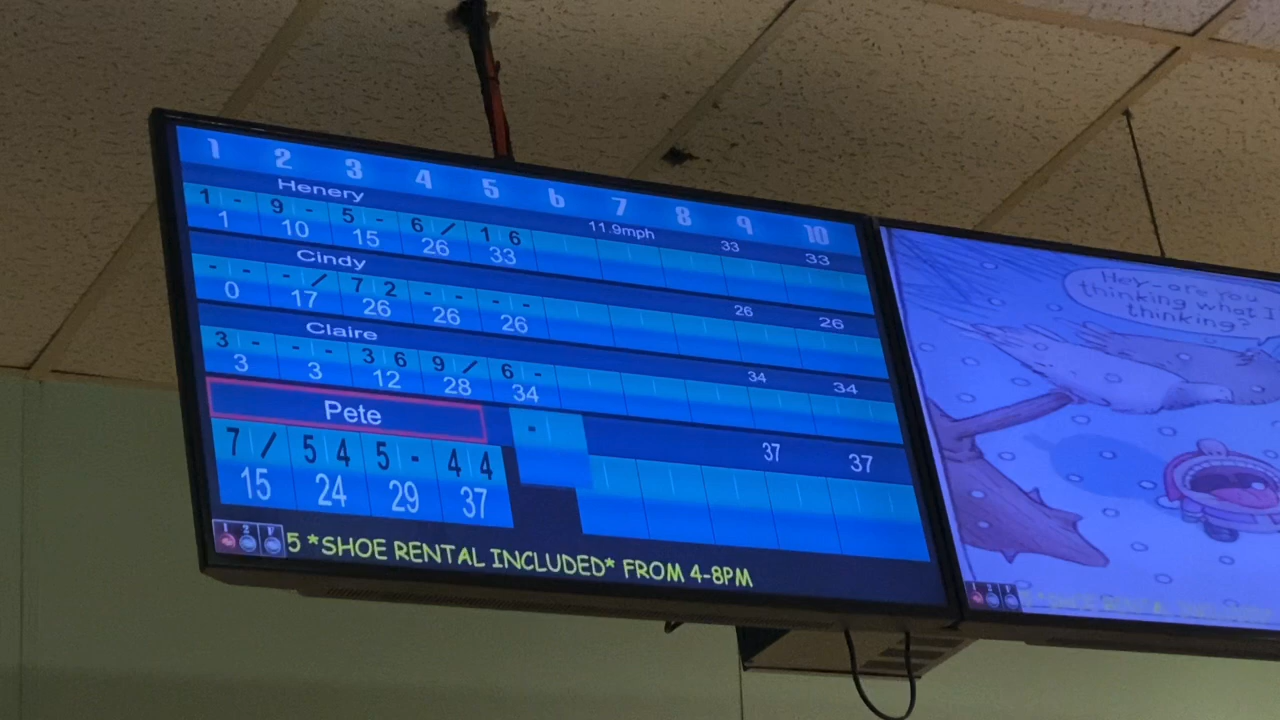 1 2 3 4 5 6 7 8 9 10
Henery 11.9mph 33 33
1 - 9 - 5 - 6 / 1 6
1 10 15 26 33
Cindy 26 26
- - - / 7 2 - - - -
0 17 26 26 26
Claire 34 34
3 - - - 3 6 9 / 6 -
3 3 12 28 34
Pete 37 37
7 / 5 4 5 - 4 4 -
15 24 29 37
1 2 F
5 *SHOE RENTAL INCLUDED* FROM 4-8PM
Hey-are you
thinking what I
thinking?